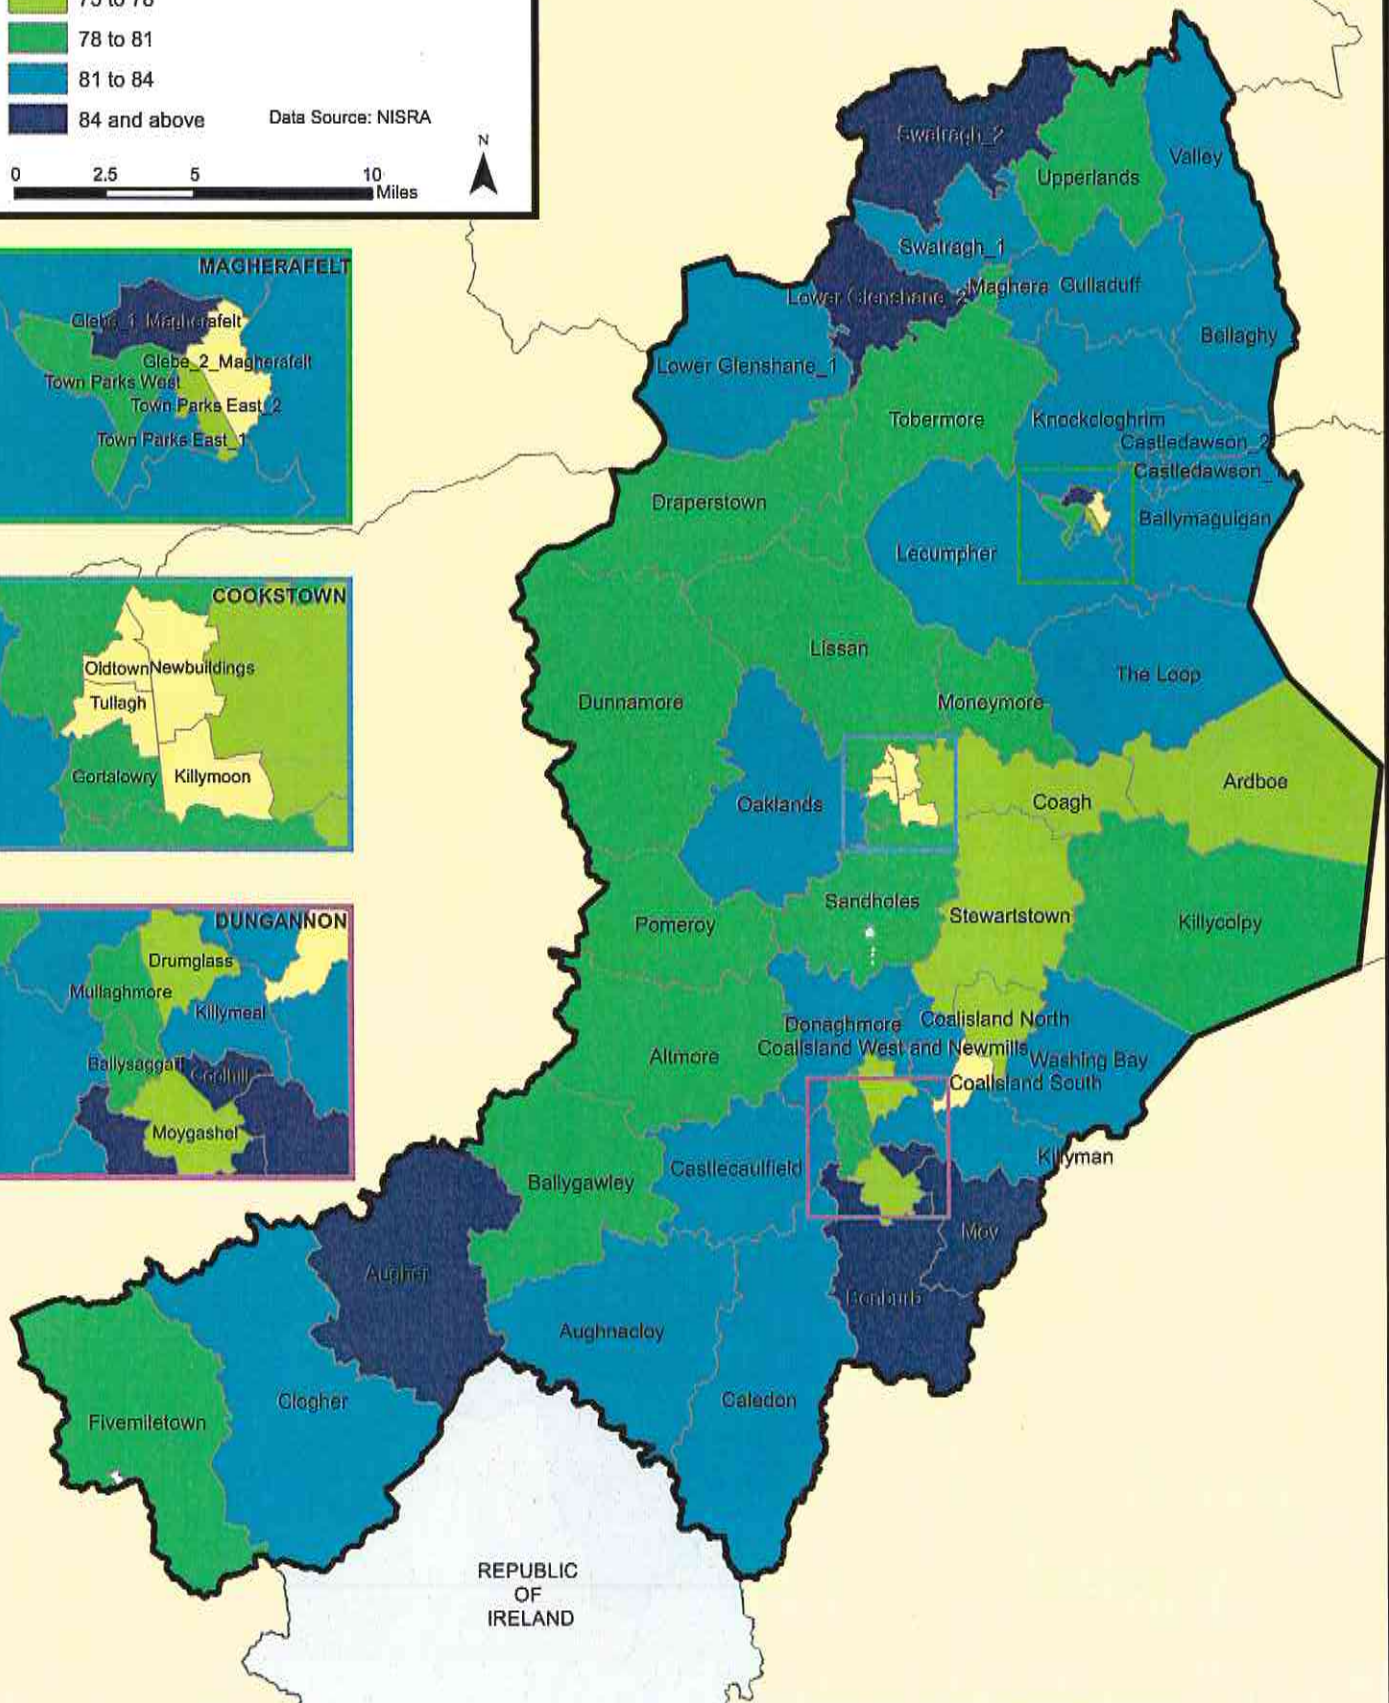 75 to 78
78 to 81
81 to 84
84 and above
Data Source: NISRA
0 2.5 5 10
Miles
N
MAGHERAFELT
Glebe_1_Magherafelt
Glebe_2_Magherafelt
Town Parks West
Town Parks East_2
Town Parks East_1
COOKSTOWN
Oldtown
Newbuildings
Tullagh
Gortalowry
Killymoon
DUNGANNON
Drumglass
Mullaghmore
Killymeal
Ballysaggart
Coolhill
Moygashel
Swatragh_2
Valley
Upperlands
Swatragh_1
Lower Glenshane_2
Maghera
Gulladuff
Bellaghy
Lower Glenshane_1
Tobermore
Knockcloghrim
Castledawson_2
Castledawson_
Draperstown
Ballymaguigan
Lecumpher
Lissan
The Loop
Dunnamore
Moneymore
Ardboe
Oaklands
Coagh
Sandholes
Stewartstown
Pomeroy
Killycolpy
Donaghmore
Coalisland North
Coalisland West and Newmills
Altmore
Washing Bay
Coalisland South
Killyman
Castlecaulfield
Ballygawley
Moy
Augher
Benburb
Aughnacloy
Clogher
Caledon
Fivemiletown
REPUBLIC
OF
IRELAND